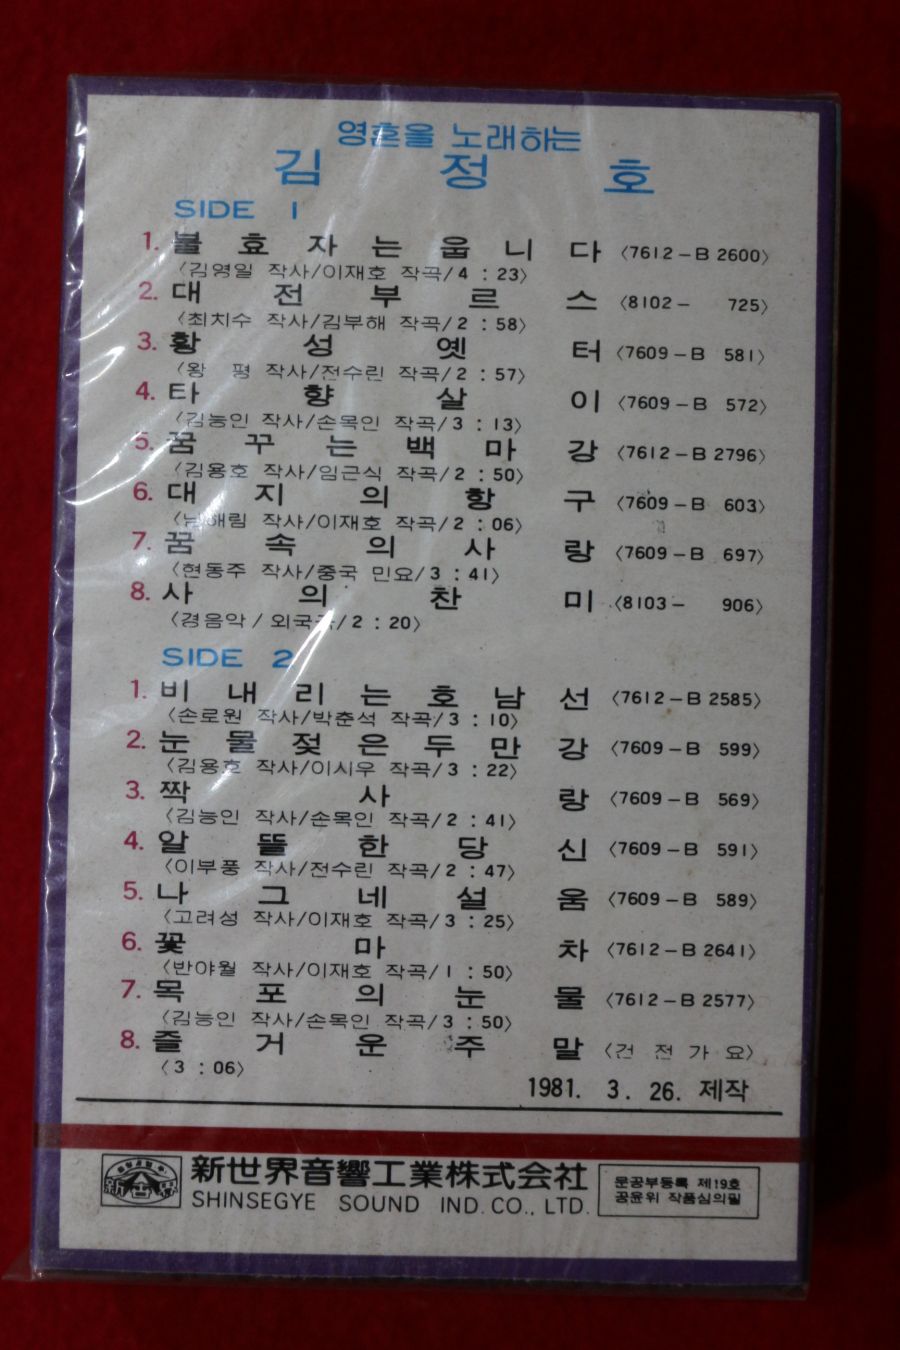 영혼을 노래하는
김정호
SIDE 1
1. 불효자는 웁니다 〈7612-B 2600〉
〈김영일 작사/이재호 작곡/4 : 23〉
2. 대전부르스 〈8102- 725〉
〈최치수 작사/김부해 작곡/2 : 58〉
3. 황성옛터 〈7609-B 581〉
〈왕 평 작사/전수린 작곡/2 : 57〉
4. 타향살이 〈7609-B 572〉
〈김능인 작사/손목인 작곡/3 : 13〉
5. 꿈꾸는백마강 〈7612-B 2796〉
〈김용호 작사/임근식 작곡/2 : 50〉
6. 대지의항구 〈7609-B 603〉
〈남해림 작사/이재호 작곡/2 : 06〉
7. 꿈속의사랑 〈7609-B 697〉
〈현동주 작사/중국 민요/3 : 41〉
8. 사의찬미 〈8103- 906〉
〈경음악/외국곡/2 : 20〉
SIDE 2
1. 비내리는호남선 〈7612-B 2585〉
〈손로원 작사/박춘석 작곡/3 : 10〉
2. 눈물젖은두만강 〈7609-B 599〉
〈김용호 작사/이시우 작곡/3 : 22〉
3. 짝사랑 〈7609-B 569〉
〈김능인 작사/손목인 작곡/2 : 41〉
4. 알뜰한당신 〈7609-B 591〉
〈이부풍 작사/전수린 작곡/2 : 47〉
5. 나그네설움 〈7609-B 589〉
〈고려성 작사/이재호 작곡/3 : 25〉
6. 꽃마차 〈7612-B 2641〉
〈반야월 작사/이재호 작곡/1 : 50〉
7. 목포의눈물 〈7612-B 2577〉
〈김능인 작사/손목인 작곡/3 : 50〉
8. 즐거운주말 〈건전가요〉
〈3 : 06〉
1981. 3. 26. 제작
新世界音響工業株式会社
SHINSEGYE SOUND IND. CO., LTD.
문공부등록 제19호
공윤위 작품심의필